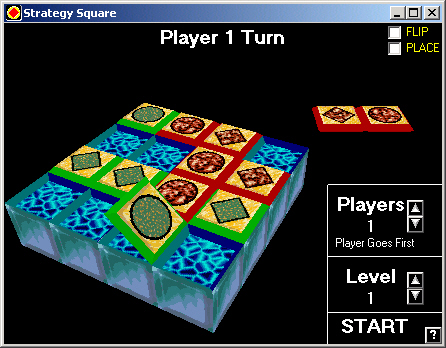 Strategy Square
Player 1 Turn
FLIP
PLACE
Players
1
Player Goes First
Level
1
START
?